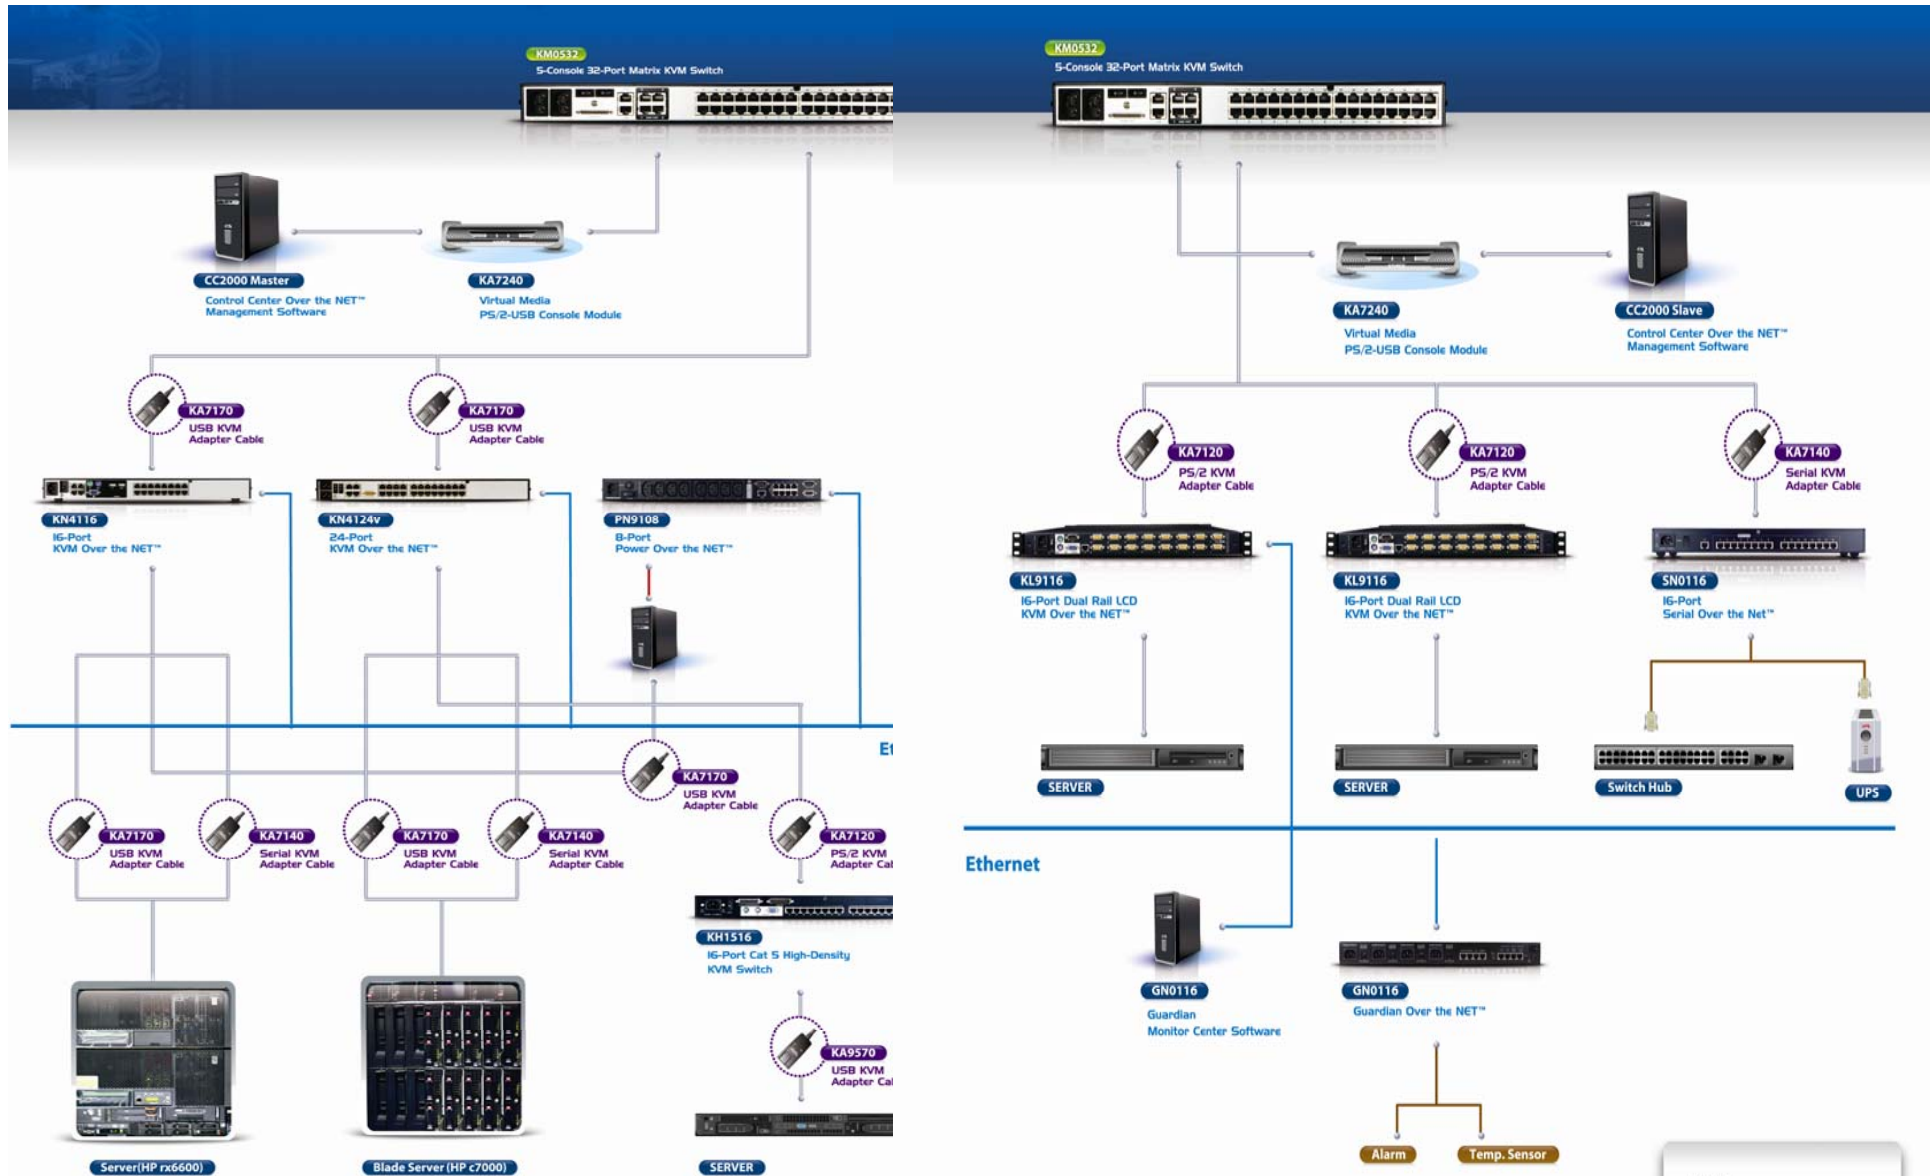 KM0532
5-Console 32-Port Matrix KVM Switch
CC2000 Master
Control Center Over the NET™
Management Software
KA7240
Virtual Media
PS/2-USB Console Module
KA7170
USB KVM
Adapter Cable
KA7170
USB KVM
Adapter Cable
KN4116
16-Port
KVM Over the NET™
KN4124v
24-Port
KVM Over the NET™
PN9108
8-Port
Power Over the NET™
Et
KA7170
USB KVM
Adapter Cable
KA7170
USB KVM
Adapter Cable
KA7140
Serial KVM
Adapter Cable
KA7170
USB KVM
Adapter Cable
KA7140
Serial KVM
Adapter Cable
KA7120
PS/2 KVM
Adapter Cal
KH1516
16-Port Cat 5 High-Density
KVM Switch
KA9570
USB KVM
Adapter Cal
Server(HP rx6600)
Blade Server (HP c7000)
SERVER
KM0532
5-Console 32-Port Matrix KVM Switch
KA7240
Virtual Media
PS/2-USB Console Module
CC2000 Slave
Control Center Over the NET™
Management Software
KA7120
PS/2 KVM
Adapter Cable
KA7120
PS/2 KVM
Adapter Cable
KA7140
Serial KVM
Adapter Cable
KL9116
16-Port Dual Rail LCD
KVM Over the NET™
KL9116
16-Port Dual Rail LCD
KVM Over the NET™
SN0116
16-Port
Serial Over the Net™
SERVER
SERVER
Switch Hub
UPS
Ethernet
GN0116
Guardian
Monitor Center Software
GN0116
Guardian Over the NET™
Alarm
Temp. Sensor